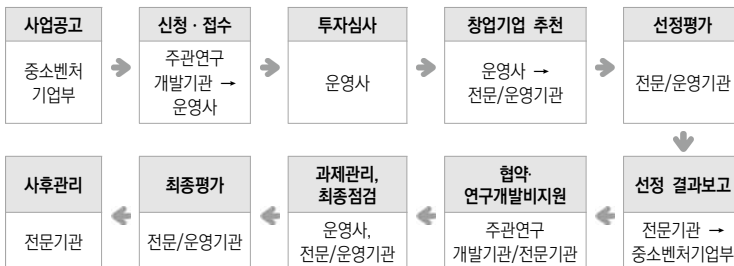 사업공고
중소벤처
기업부
신청 · 접수
주관연구
개발기관 →
운영사
투자심사
운영사
창업기업 추천
운영사 →
전문/운영기관
선정평가
전문/운영기관
선정 결과보고
전문기관 →
중소벤처기업부
협약·
연구개발비지원
주관연구
개발기관/전문기관
과제관리,
최종점검
운영사,
전문/운영기관
최종평가
전문/운영기관
사후관리
전문기관